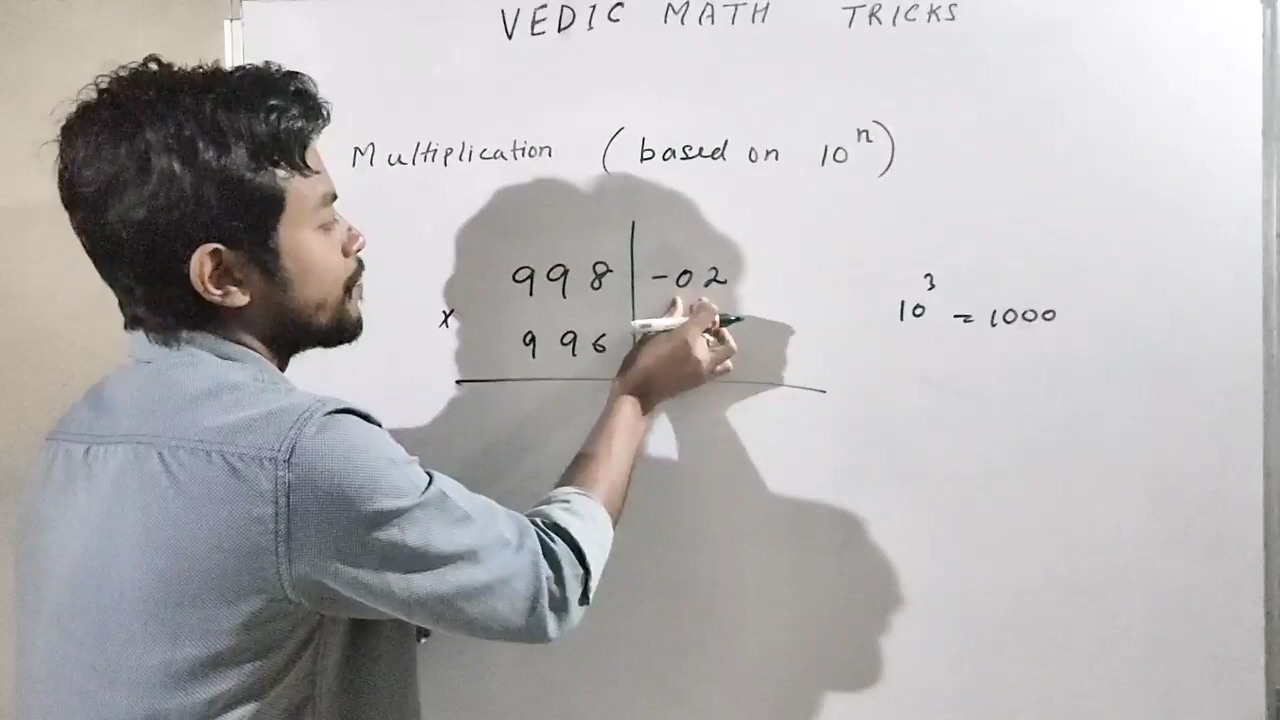 VEDIC MATH TRICKS
Multiplication (based on 10ⁿ)
998 | -02
x 996
10³ = 1000